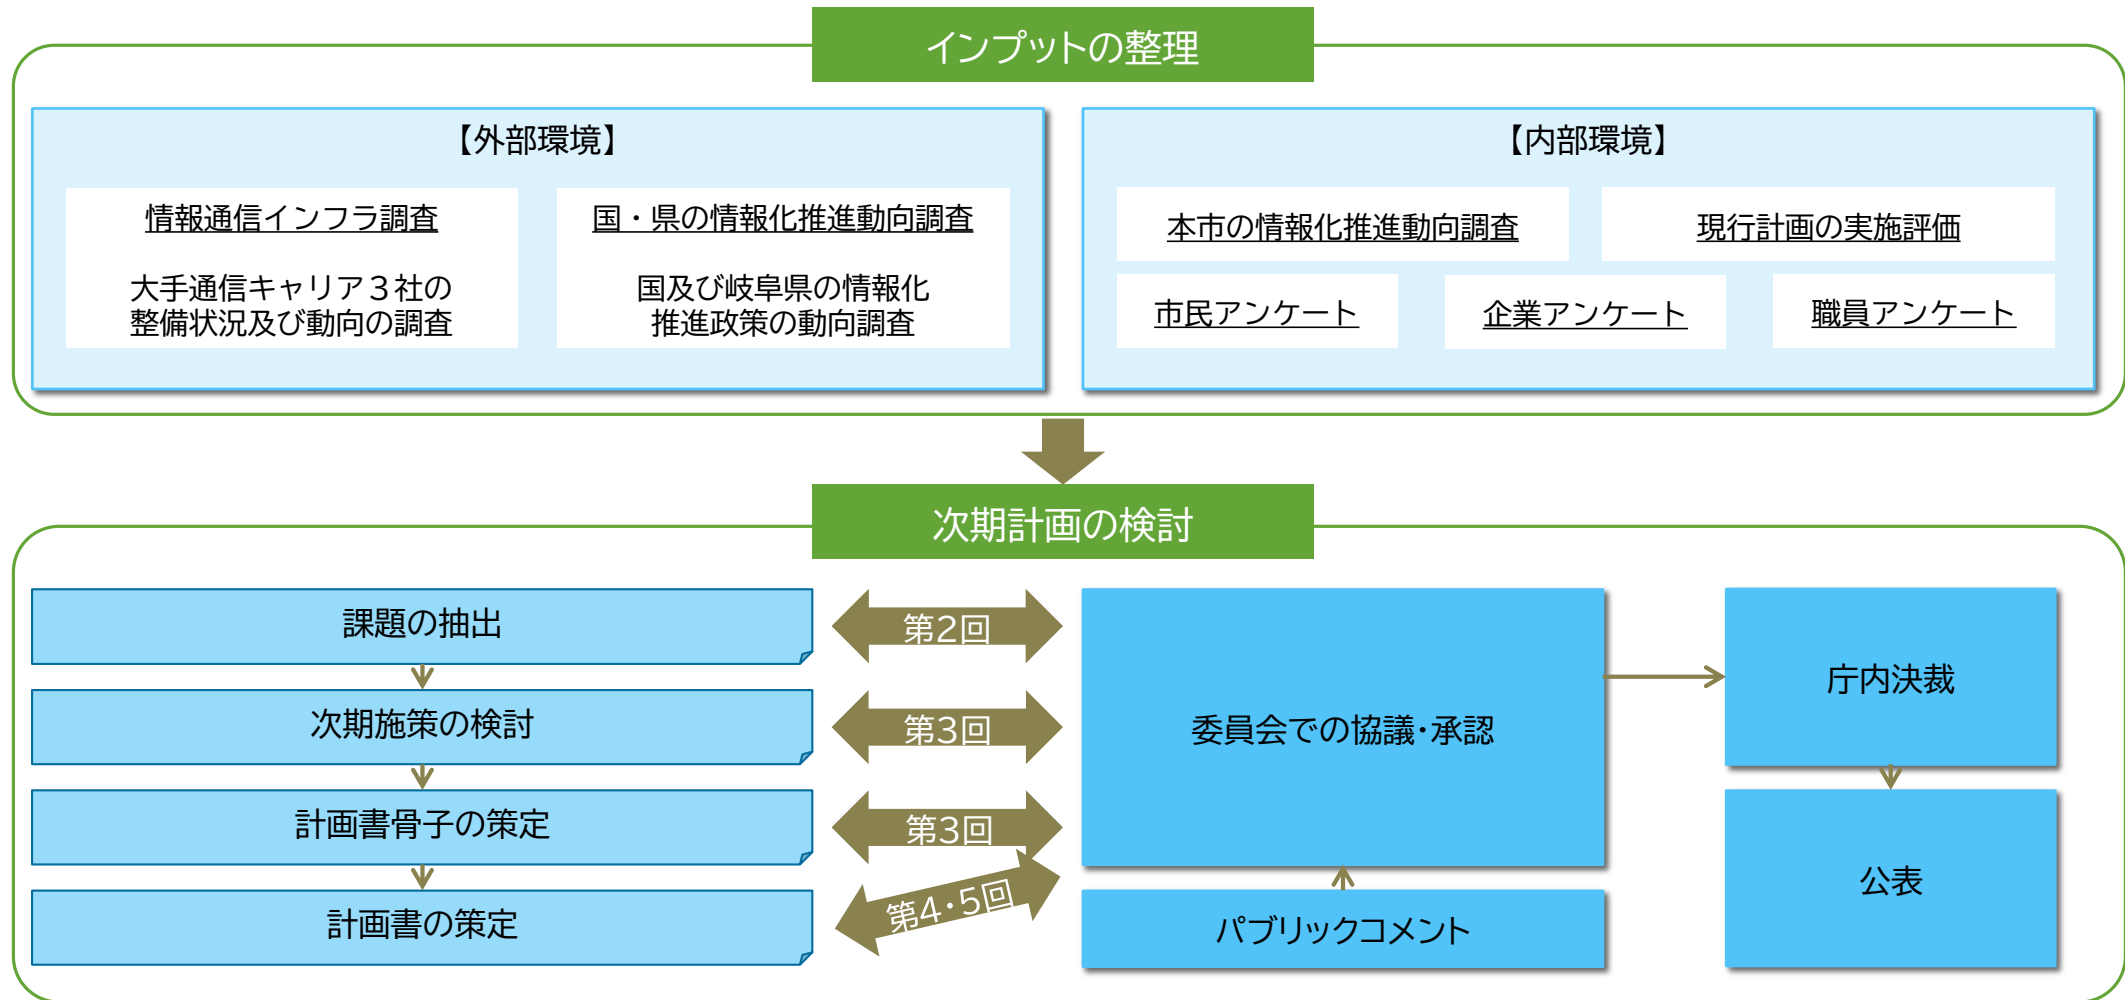 インプットの整理
【外部環境】
情報通信インフラ調査
大手通信キャリア３社の
整備状況及び動向の調査
国・県の情報化推進動向調査
国及び岐阜県の情報化
推進政策の動向調査
【内部環境】
本市の情報化推進動向調査
現行計画の実施評価
市民アンケート
企業アンケート
職員アンケート
次期計画の検討
課題の抽出
次期施策の検討
計画書骨子の策定
計画書の策定
第2回
第3回
第3回
第4・5回
委員会での協議・承認
パブリックコメント
庁内決裁
公表